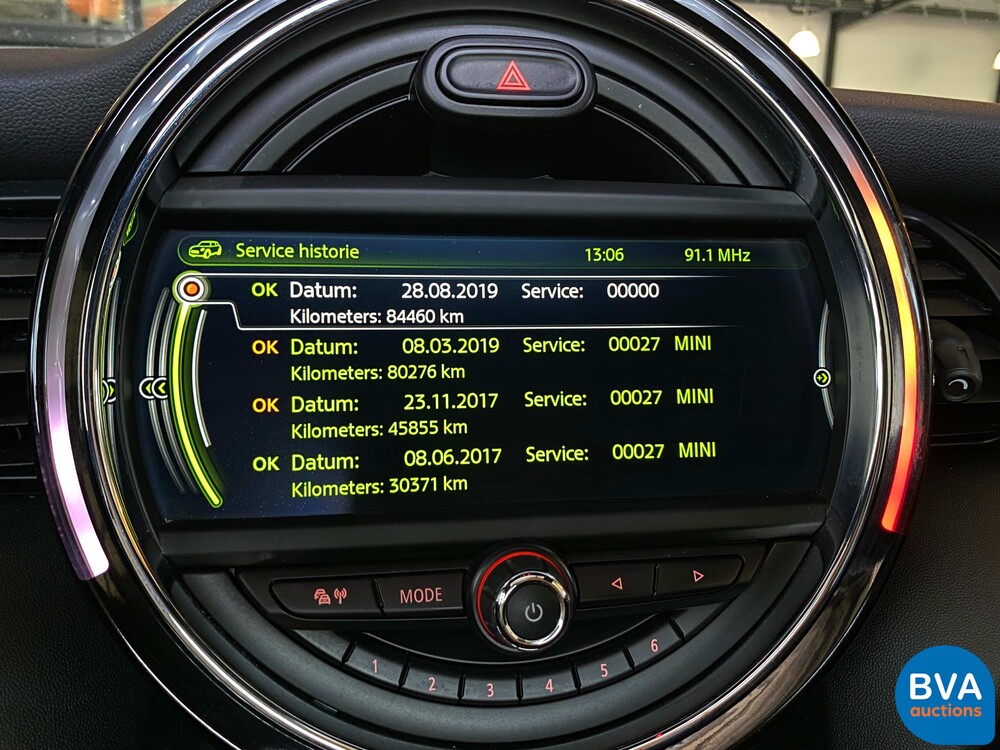 Service historie 13:06 91.1 MHz
OK Datum: 28.08.2019 Service: 00000
Kilometers: 84460 km
OK Datum: 08.03.2019 Service: 00027 MINI
Kilometers: 80276 km
OK Datum: 23.11.2017 Service: 00027 MINI
Kilometers: 45855 km
OK Datum: 08.06.2017 Service: 00027 MINI
Kilometers: 30371 km
MODE
1 2 3 4 5 6
BVA
auctions